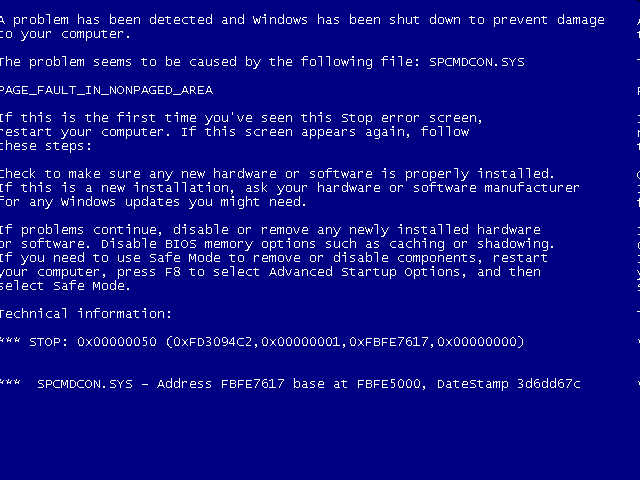 A problem has been detected and Windows has been shut down to prevent damage
to your computer.
The problem seems to be caused by the following file: SPCMDCON.SYS
PAGE_FAULT_IN_NONPAGED_AREA
If this is the first time you've seen this Stop error screen,
restart your computer. If this screen appears again, follow
these steps:
Check to make sure any new hardware or software is properly installed.
If this is a new installation, ask your hardware or software manufacturer
for any Windows updates you might need.
If problems continue, disable or remove any newly installed hardware
or software. Disable BIOS memory options such as caching or shadowing.
If you need to use Safe Mode to remove or disable components, restart
your computer, press F8 to select Advanced Startup Options, and then
select Safe Mode.
Technical information:
*** STOP: 0x00000050 (0xFD3094C2,0x00000001,0xFBFE7617,0x00000000)
***  SPCMDCON.SYS – Address FBFE7617 base at FBFE5000, DateStamp 3d6dd67c